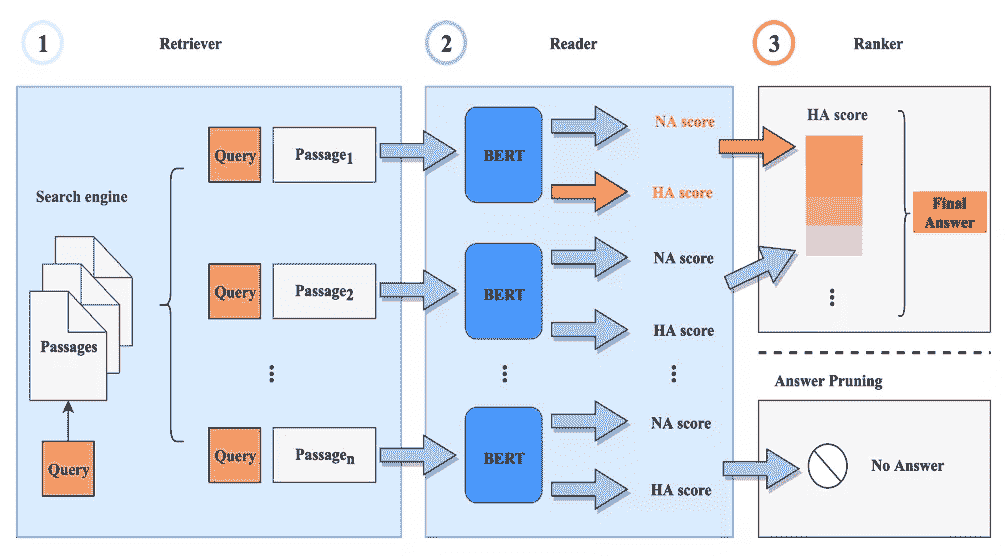 1
Retriever
2
Reader
3
Ranker
Search engine
Passages
Query
Query
Passage1
Query
Passage2
Query
Passagen
BERT
NA score
HA score
BERT
NA score
HA score
BERT
NA score
HA score
HA score
Final
Answer
Answer Pruning
No Answer